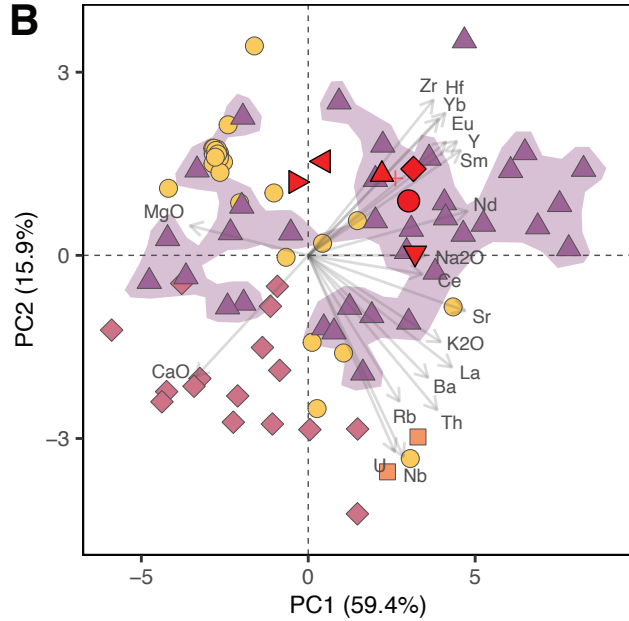 B
Zr Hf
Yb
Eu
Y
Sm
Nd
MgO
Na2O
Ce
Sr
K2O
La
Ba
CaO
Rb
Th
U
Nb
3
0
−3
−5
0
5
PC2 (15.9%)
PC1 (59.4%)